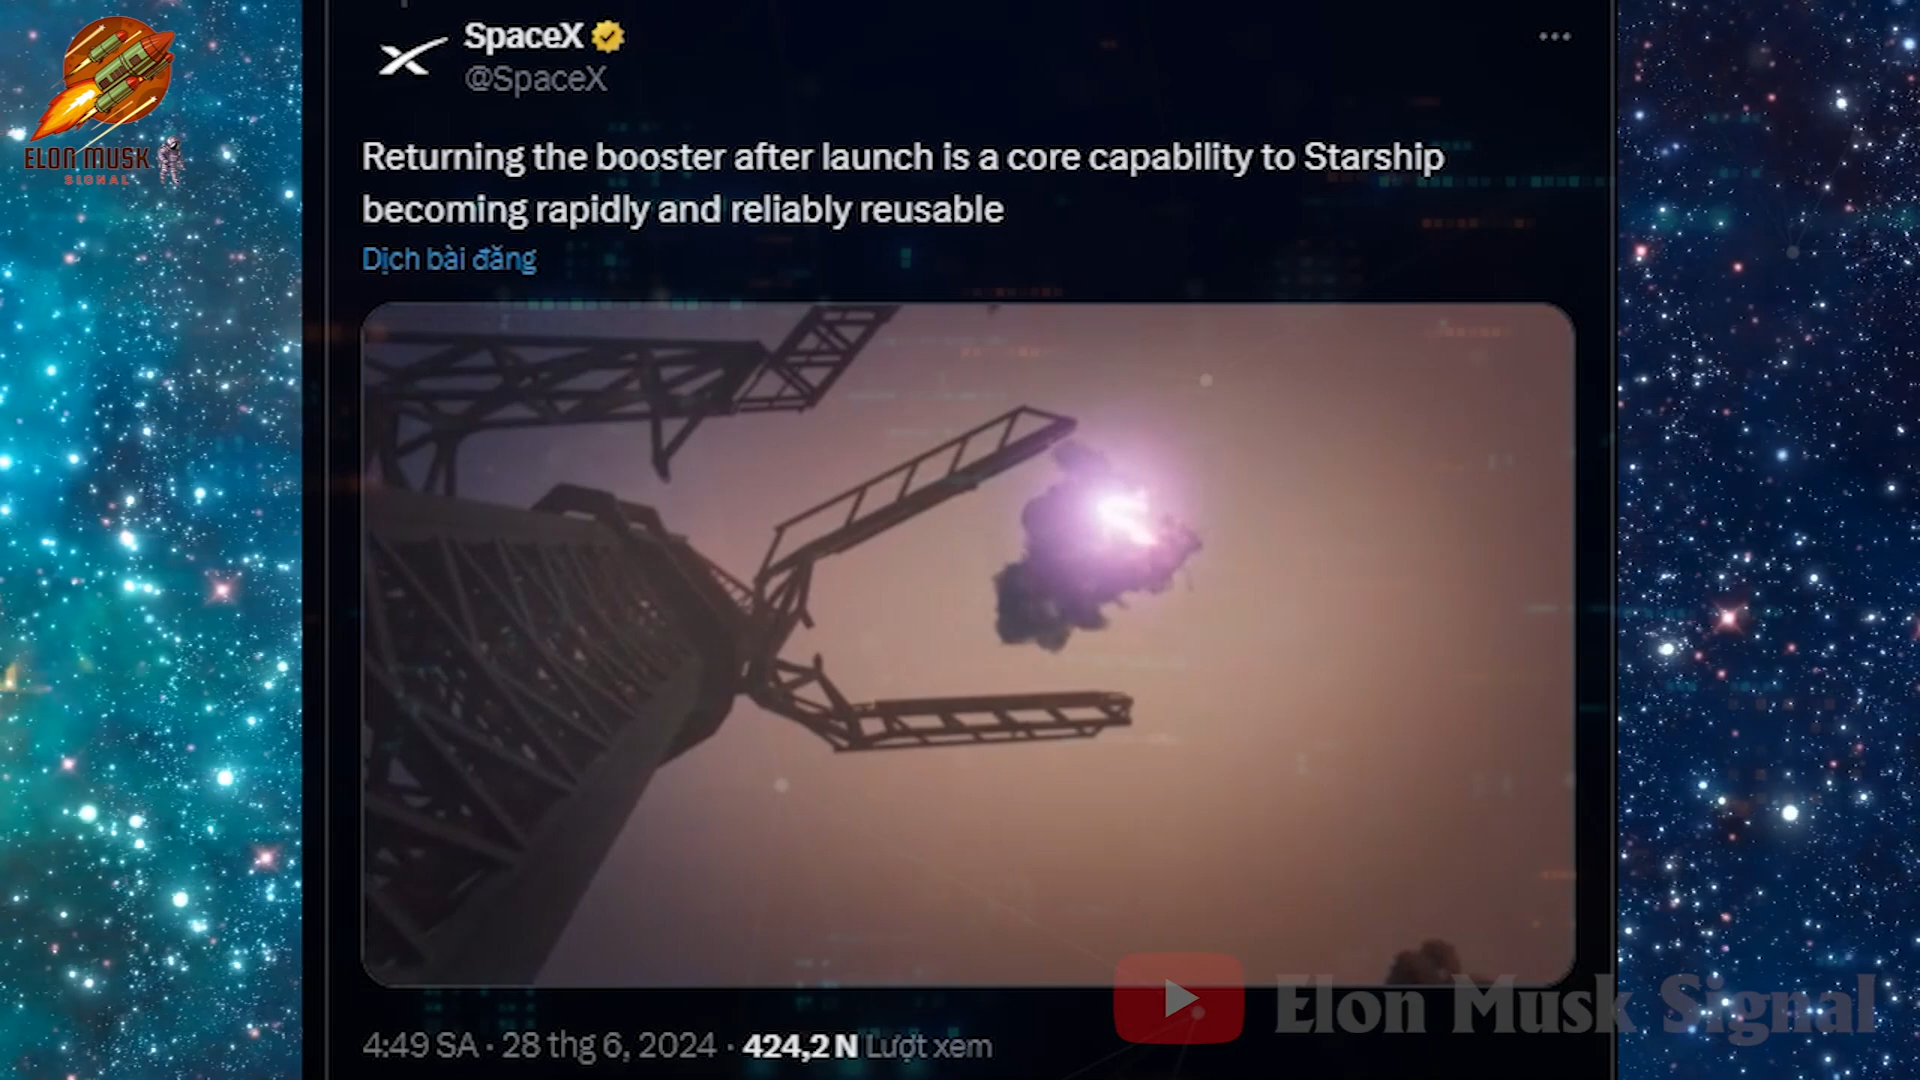 ELON MUSK
SIGNAL
SpaceX
@SpaceX
Returning the booster after launch is a core capability to Starship
becoming rapidly and reliably reusable
Dịch bài đăng
4:49 SA · 28 thg 6, 2024 · 424,2 N Lượt xem
Elon Musk Signal